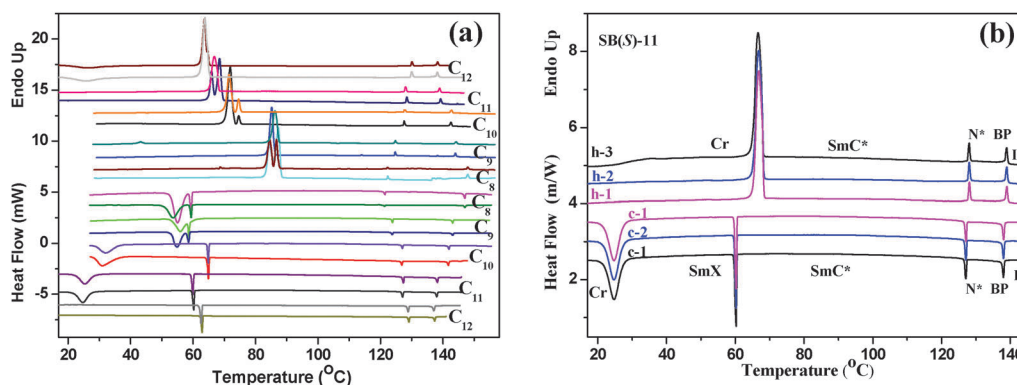 (a)
Endo Up
Heat Flow (mW)
20
15
10
5
0
-5
C12
C11
C10
C9
C8
C8
C9
C10
C11
C12
20 40 60 80 100 120 140
Temperature (°C)
(b)
SB(S)-11
Endo Up
Heat Flow (m/W)
8
6
4
2
h-3
Cr
SmC*
N* BP I
h-2
h-1
c-1
c-2
c-1
SmX
SmC*
N* BP
Cr
20 40 60 80 100 120 140
Temperature (°C)